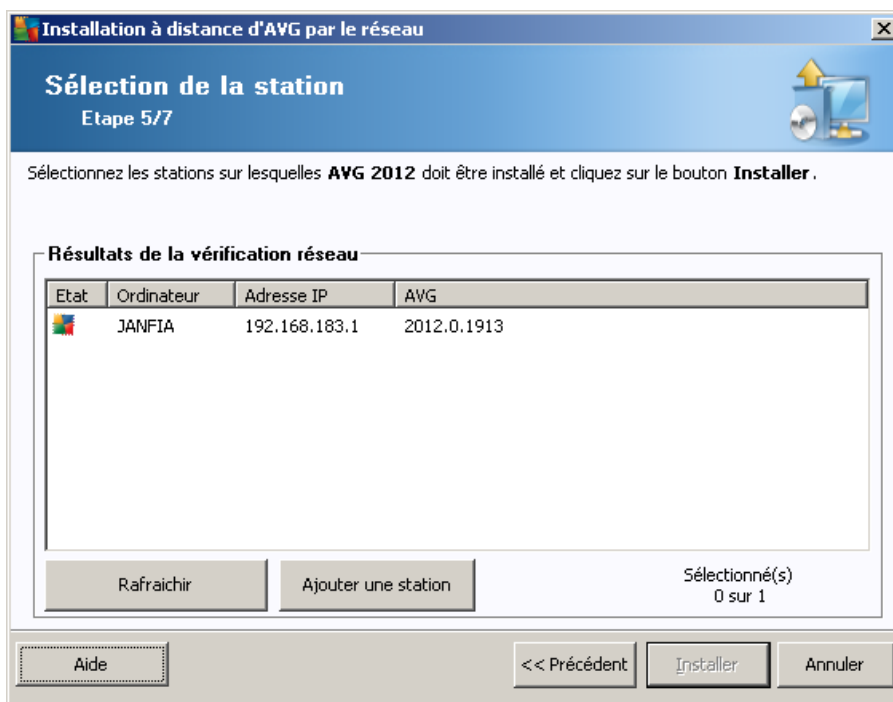 Installation à distance d'AVG par le réseau
Sélection de la station
Etape 5/7
Sélectionnez les stations sur lesquelles AVG 2012 doit être installé et cliquez sur le bouton Installer.
Résultats de la vérification réseau
Etat Ordinateur Adresse IP AVG
JANFIA 192.168.183.1 2012.0.1913
Rafraichir Ajouter une station Sélectionné(s)
0 sur 1
Aide << Précédent Installer Annuler